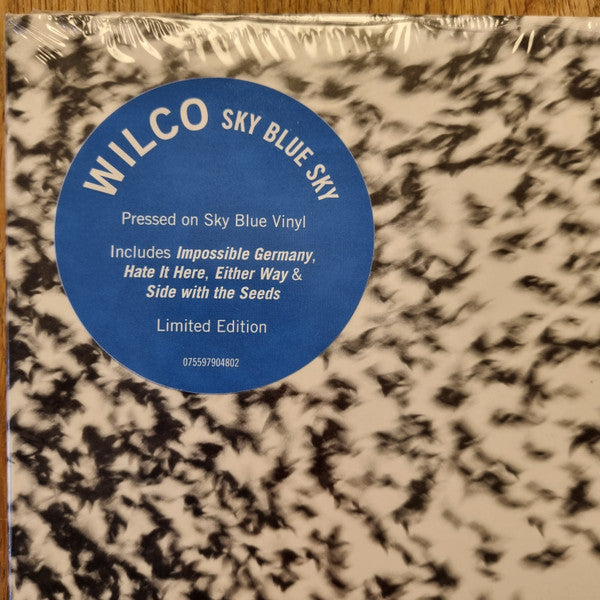 WILCO SKY BLUE SKY
Pressed on Sky Blue Vinyl
Includes Impossible Germany,
Hate It Here, Either Way &
Side with the Seeds
Limited Edition
075597904802